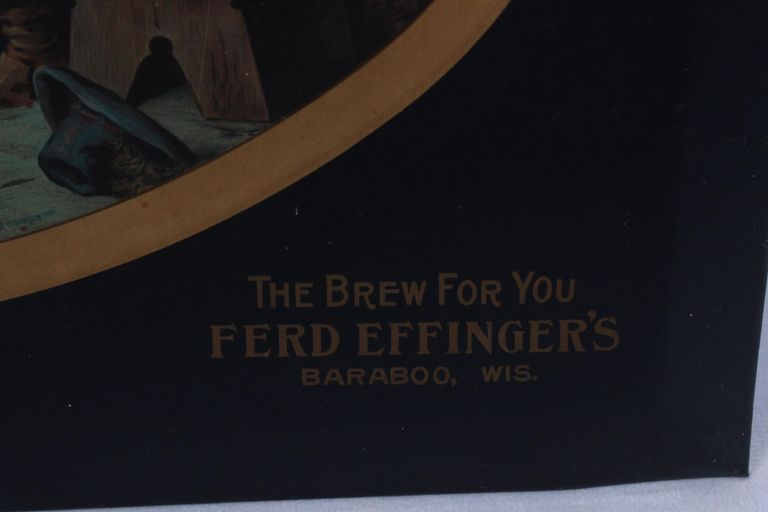 THE BREW FOR YOU
FERD EFFINGER'S
BARABOO, WIS.